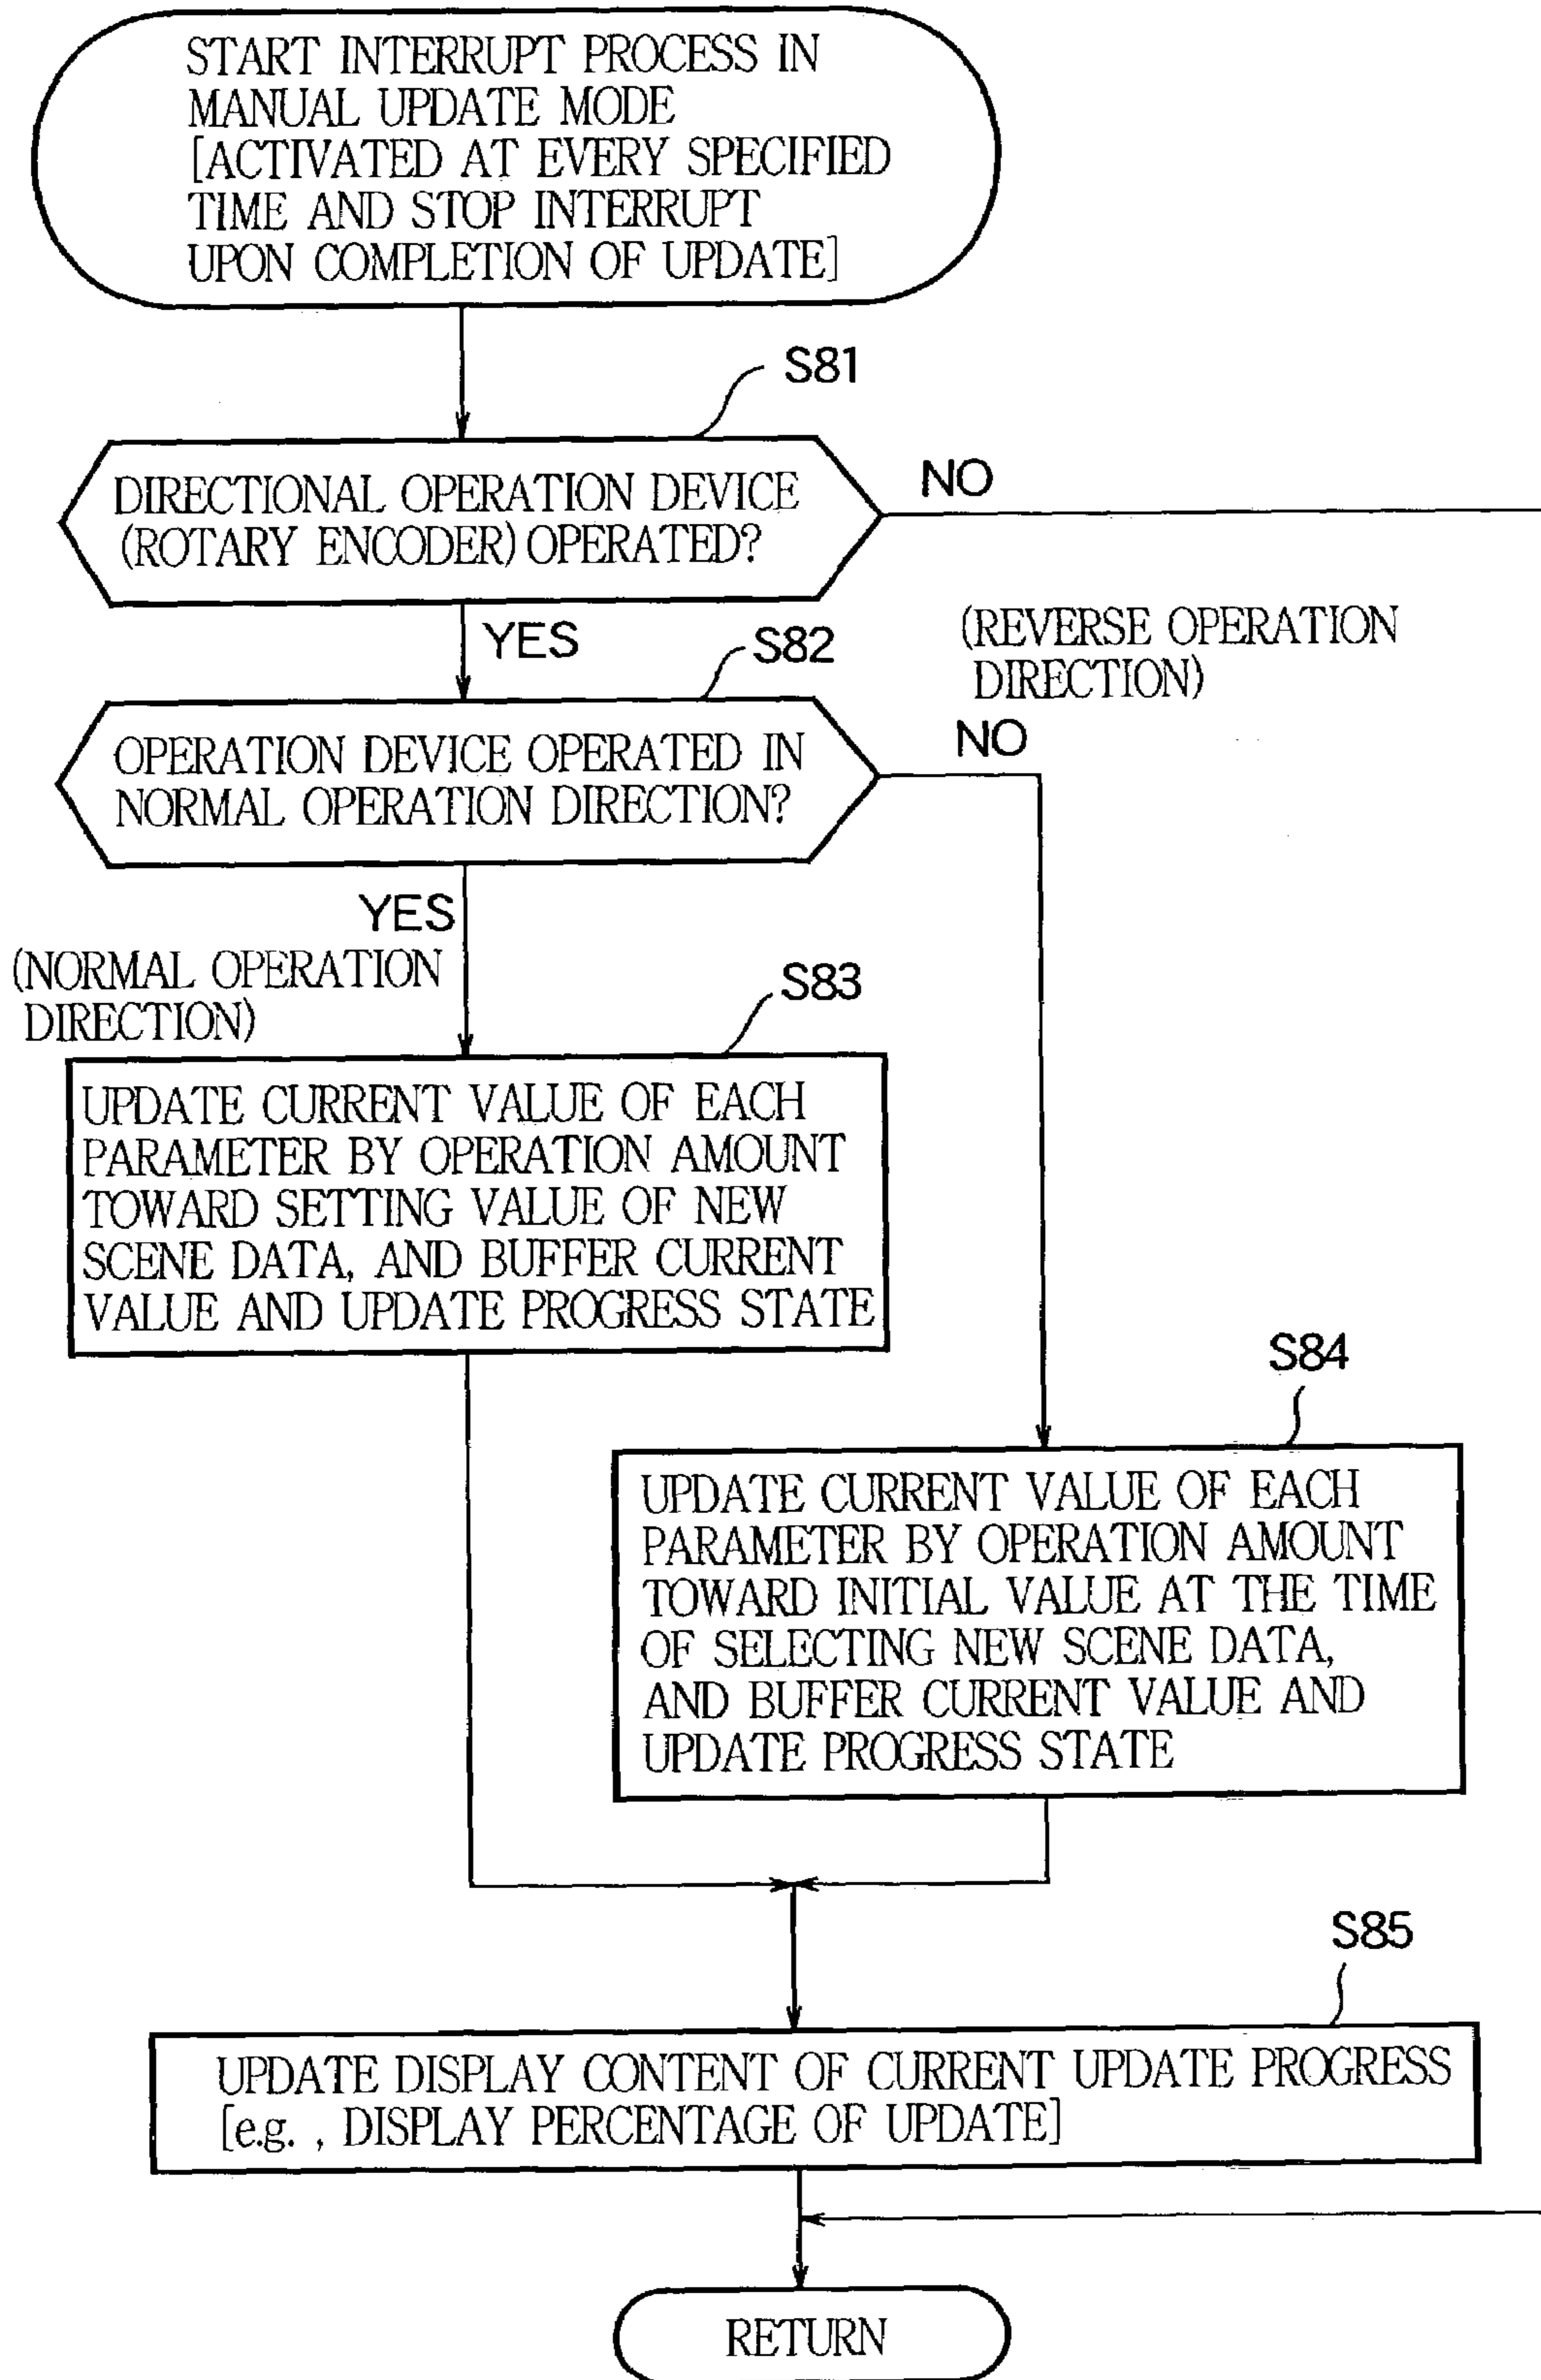 START INTERRUPT PROCESS IN
MANUAL UPDATE MODE
[ACTIVATED AT EVERY SPECIFIED
TIME AND STOP INTERRUPT
UPON COMPLETION OF UPDATE]
S81
DIRECTIONAL OPERATION DEVICE
(ROTARY ENCODER) OPERATED?
NO
YES
S82
(REVERSE OPERATION
DIRECTION)
OPERATION DEVICE OPERATED IN
NORMAL OPERATION DIRECTION?
NO
YES
(NORMAL OPERATION
DIRECTION)
S83
UPDATE CURRENT VALUE OF EACH
PARAMETER BY OPERATION AMOUNT
TOWARD SETTING VALUE OF NEW
SCENE DATA, AND BUFFER CURRENT
VALUE AND UPDATE PROGRESS STATE
S84
UPDATE CURRENT VALUE OF EACH
PARAMETER BY OPERATION AMOUNT
TOWARD INITIAL VALUE AT THE TIME
OF SELECTING NEW SCENE DATA,
AND BUFFER CURRENT VALUE AND
UPDATE PROGRESS STATE
S85
UPDATE DISPLAY CONTENT OF CURRENT UPDATE PROGRESS
[e.g. , DISPLAY PERCENTAGE OF UPDATE]
RETURN